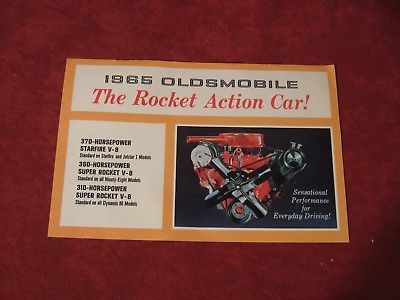 1965 OLDSMOBILE
The Rocket Action Car!
370-HORSEPOWER
STARFIRE V-8
Standard on Starfire and Jetstar I Models
360-HORSEPOWER
SUPER ROCKET V-8
Standard on all Ninety-Eight Models
310-HORSEPOWER
SUPER ROCKET V-8
Standard on all Dynamic 88 Models
Sensational
Performance
for
Everyday Driving!